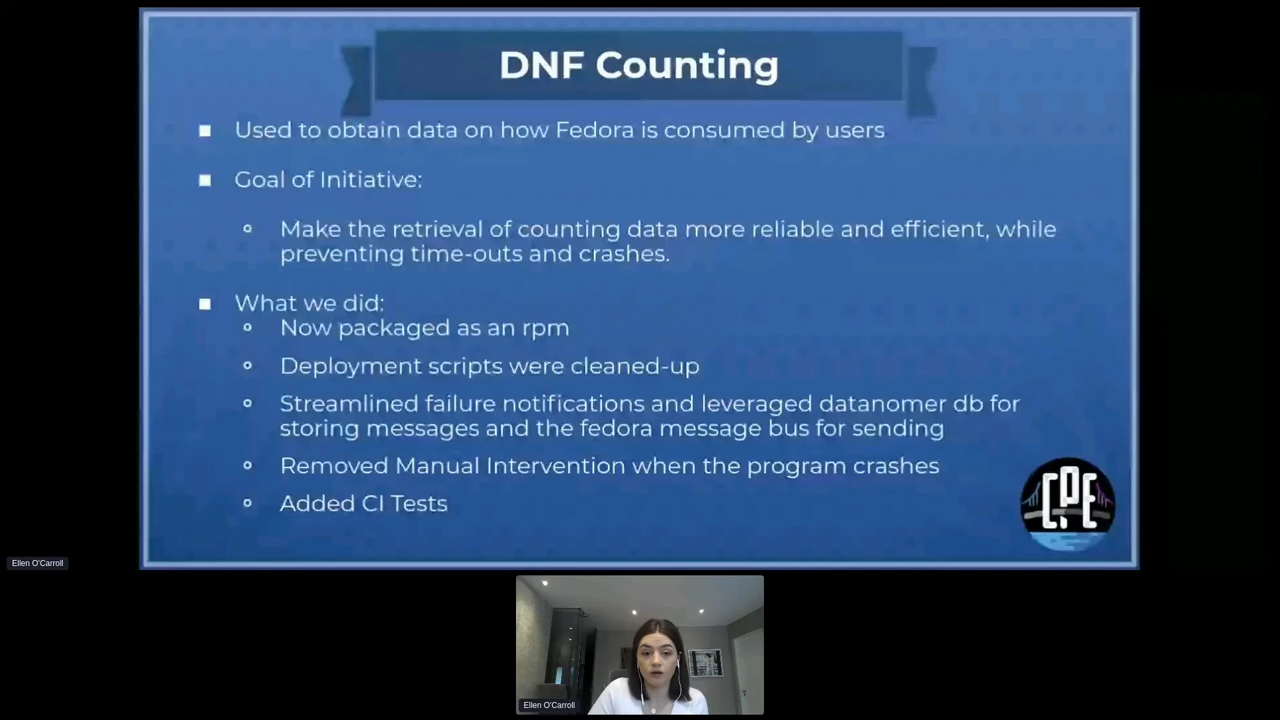 DNF Counting
Used to obtain data on how Fedora is consumed by users
Goal of Initiative:
Make the retrieval of counting data more reliable and efficient, while
preventing time-outs and crashes.
What we did:
Now packaged as an rpm
Deployment scripts were cleaned-up
Streamlined failure notifications and leveraged datanomer db for
storing messages and the fedora message bus for sending
Removed Manual Intervention when the program crashes
Added CI Tests
CPE
Ellen O'Carroll
Ellen O'Carroll